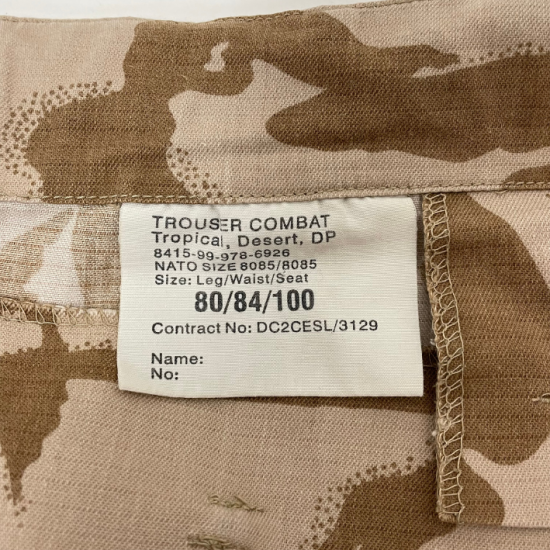 TROUSER COMBAT
Tropical, Desert, DP
8415-99-978-6926
NATO SIZE 8085/8085
Size: Leg/Waist/Seat
80/84/100
Contract No: DC2CESL/3129
Name:
No: